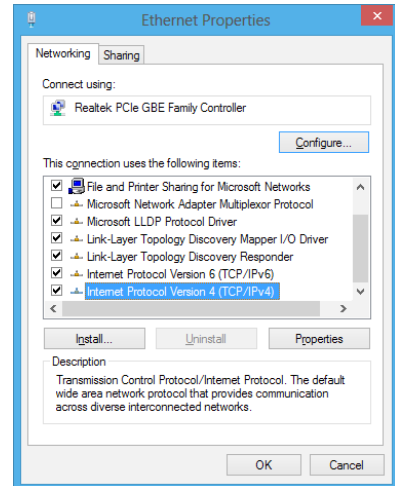 Ethernet Properties
Networking
Sharing
Connect using:
Realtek PCIe GBE Family Controller
Configure...
This connection uses the following items:
File and Printer Sharing for Microsoft Networks
Microsoft Network Adapter Multiplexor Protocol
Microsoft LLDP Protocol Driver
Link-Layer Topology Discovery Mapper I/O Driver
Link-Layer Topology Discovery Responder
Internet Protocol Version 6 (TCP/IPv6)
Internet Protocol Version 4 (TCP/IPv4)
Install...
Uninstall
Properties
Description
Transmission Control Protocol/Internet Protocol. The default
wide area network protocol that provides communication
across diverse interconnected networks.
OK
Cancel